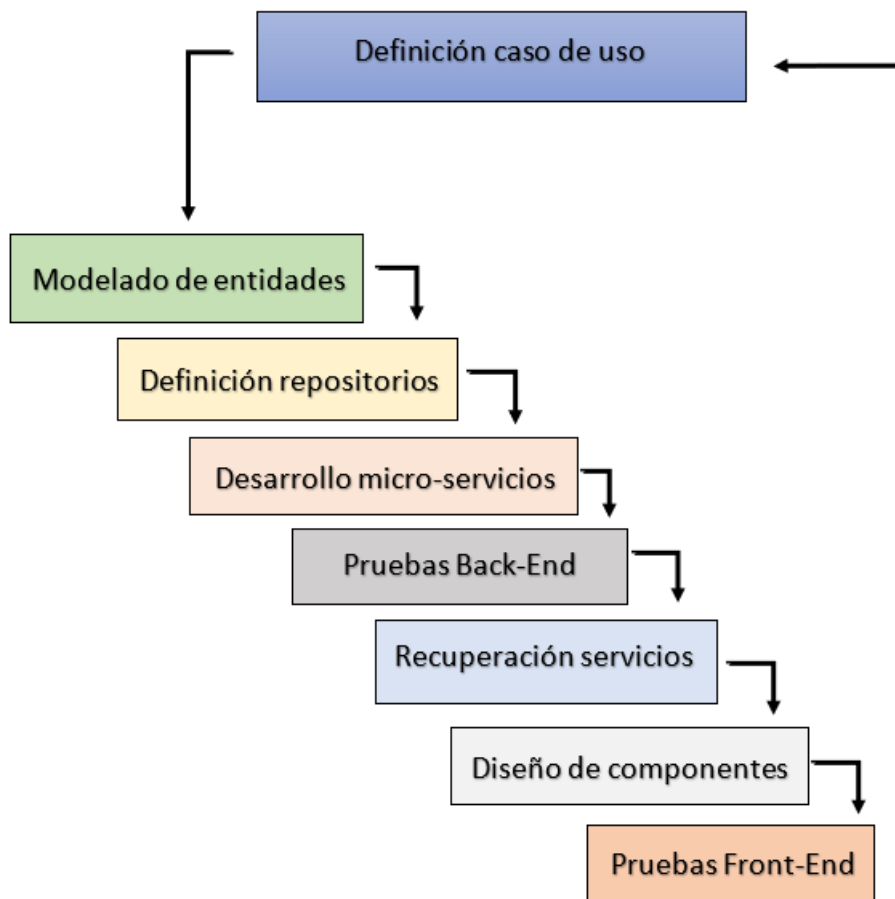 Definición caso de uso
Modelado de entidades
Definición repositorios
Desarrollo micro-servicios
Pruebas Back-End
Recuperación servicios
Diseño de componentes
Pruebas Front-End